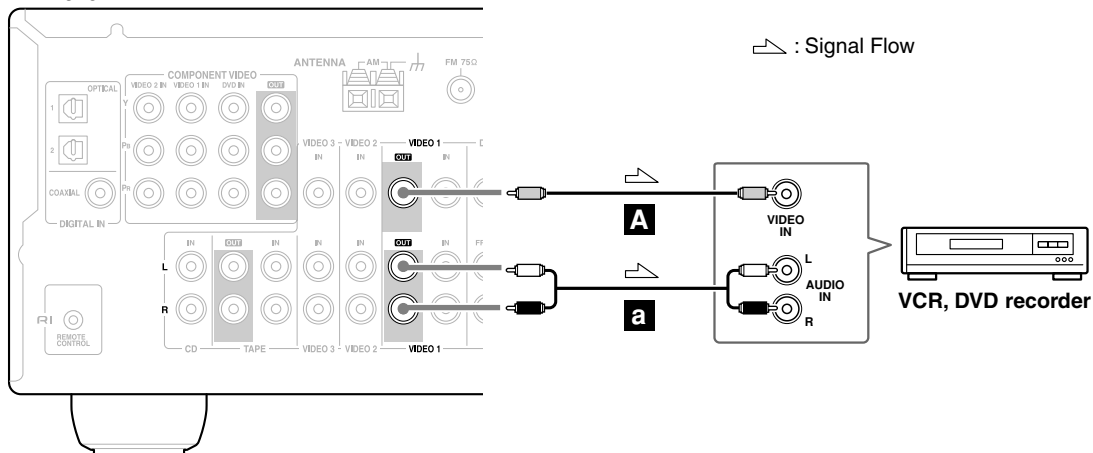 : Signal Flow
ANTENNA
AM
FM 75Ω
COMPONENT VIDEO
VIDEO 2 IN VIDEO 1 IN DVD IN OUT
OPTICAL
1
Y
2
PB
PR
COAXIAL
DIGITAL IN
VIDEO 3 VIDEO 2 VIDEO 1 D
IN IN OUT IN
A
VIDEO
IN
IN OUT IN IN IN OUT IN FR
L
R
CD TAPE VIDEO 3 VIDEO 2 VIDEO 1
a
L
AUDIO
IN
R
VCR, DVD recorder
RI
REMOTE
CONTROL